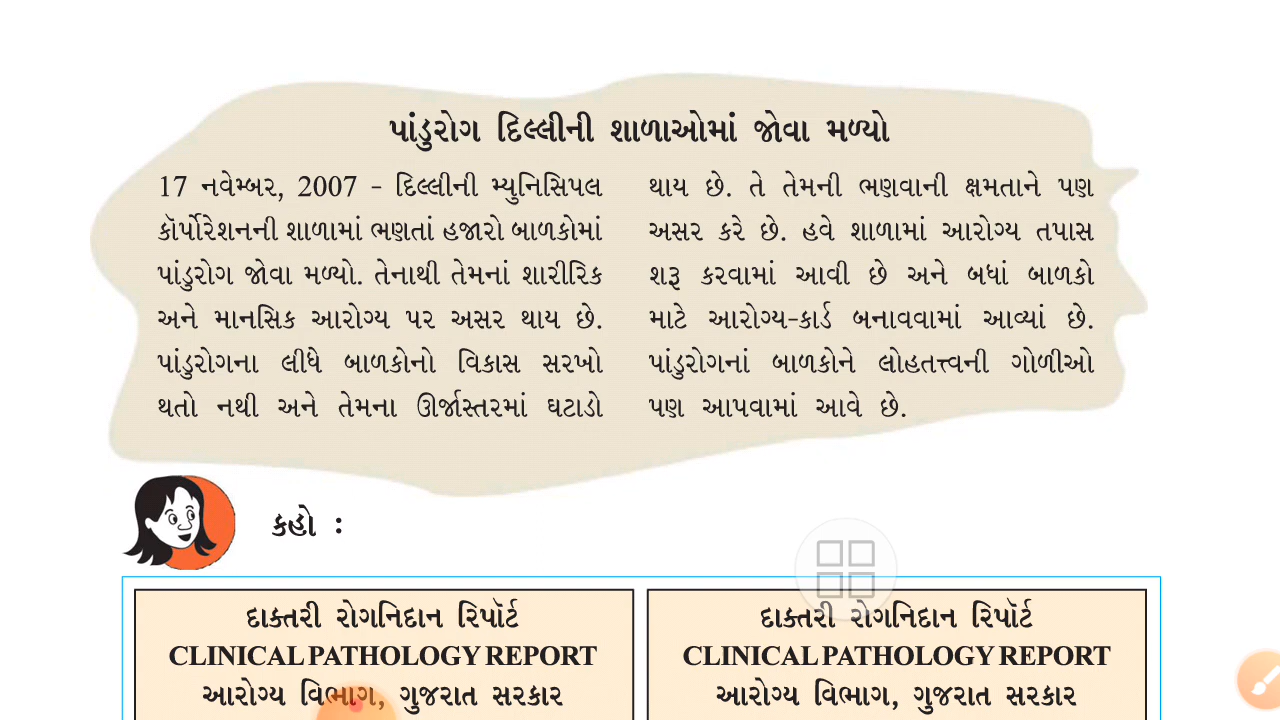 પાંડુરોગ દિલ્લીની શાળાઓમાં જોવા મળ્યો
17 નવેમ્બર, 2007 - દિલ્લીની મ્યુનિસિપલ
કૉર્પોરેશનની શાળામાં ભણતાં હજારો બાળકોમાં
પાંડુરોગ જોવા મળ્યો. તેનાથી તેમનાં શારીરિક
અને માનસિક આરોગ્ય પર અસર થાય છે.
પાંડુરોગના લીધે બાળકોનો વિકાસ સરખો
થતો નથી અને તેમના ઊર્જાસ્તરમાં ઘટાડો
થાય છે. તે તેમની ભણવાની ક્ષમતાને પણ
અસર કરે છે. હવે શાળામાં આરોગ્ય તપાસ
શરૂ કરવામાં આવી છે અને બધાં બાળકો
માટે આરોગ્ય-કાર્ડ બનાવવામાં આવ્યાં છે.
પાંડુરોગનાં બાળકોને લોહતત્ત્વની ગોળીઓ
પણ આપવામાં આવે છે.
કહો :
દાક્તરી રોગનિદાન રિપૉર્ટ
CLINICAL PATHOLOGY REPORT
આરોગ્ય વિભાગ, ગુજરાત સરકાર
દાક્તરી રોગનિદાન રિપૉર્ટ
CLINICAL PATHOLOGY REPORT
આરોગ્ય વિભાગ, ગુજરાત સરકાર